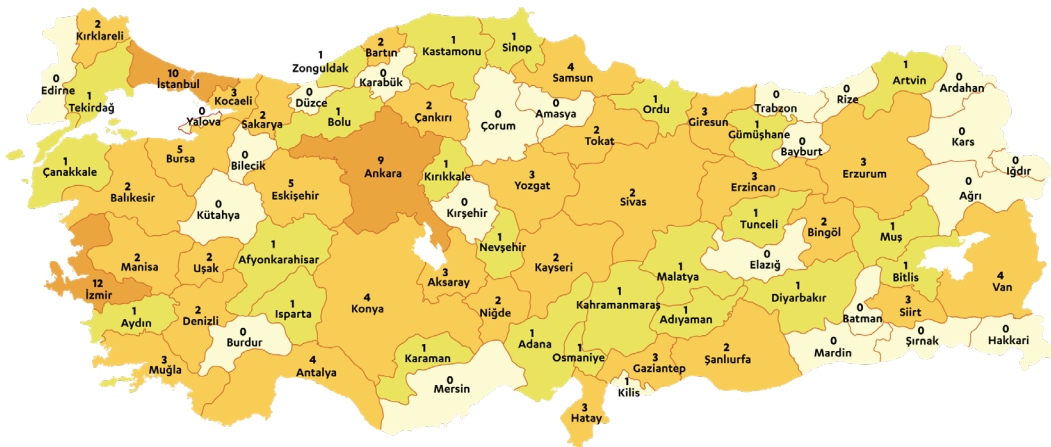 2
Kırklareli
0
Edirne
1
Tekirdağ
10
İstanbul
3
Kocaeli
0
Yalova
2
Sakarya
0
Düzce
1
Zonguldak
2
Bartın
0
Karabük
1
Bolu
1
Kastamonu
1
Sinop
4
Samsun
2
Çankırı
0
Çorum
0
Amasya
2
Tokat
1
Ordu
3
Giresun
0
Trabzon
0
Rize
1
Artvin
0
Ardahan
1
Gümüşhane
0
Bayburt
0
Kars
0
Iğdır
0
Ağrı
3
Erzurum
3
Erzincan
1
Çanakkale
2
Balıkesir
5
Bursa
0
Bilecik
0
Kütahya
5
Eskişehir
9
Ankara
1
Kırıkkale
0
Kırşehir
3
Yozgat
2
Sivas
1
Tunceli
2
Bingöl
1
Muş
0
Elazığ
1
Bitlis
4
Van
2
Manisa
12
İzmir
2
Uşak
1
Afyonkarahisar
1
Nevşehir
3
Aksaray
2
Kayseri
1
Malatya
1
Diyarbakır
0
Batman
3
Siirt
0
Şırnak
0
Hakkari
0
Mardin
1
Aydın
2
Denizli
0
Burdur
1
Isparta
4
Konya
2
Niğde
1
Kahramanmaraş
1
Adıyaman
3
Muğla
4
Antalya
1
Karaman
0
Mersin
1
Adana
1
Osmaniye
3
Gaziantep
1
Kilis
2
Şanlıurfa
3
Hatay